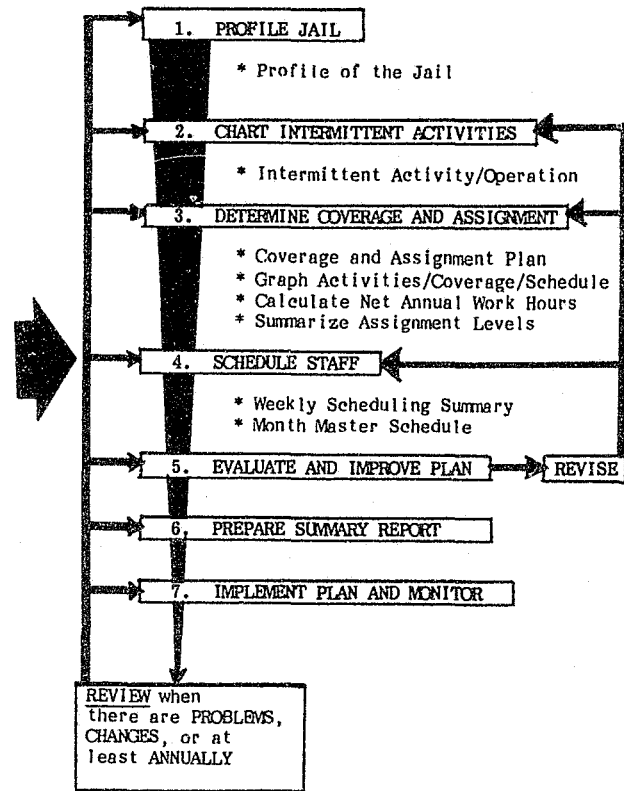 1. PROFILE JAIL
* Profile of the Jail
2. CHART INTERMITTENT ACTIVITIES
* Intermittent Activity/Operation
3. DETERMINE COVERAGE AND ASSIGNMENT
* Coverage and Assignment Plan
* Graph Activities/Coverage/Schedule
* Calculate Net Annual Work Hours
* Summarize Assignment Levels
4. SCHEDULE STAFF
* Weekly Scheduling Summary
* Month Master Schedule
5. EVALUATE AND IMPROVE PLAN
REVISE
6. PREPARE SUMMARY REPORT
7. IMPLEMENT PLAN AND MONITOR
REVIEW when
there are PROBLEMS,
CHANGES, or at
least ANNUALLY